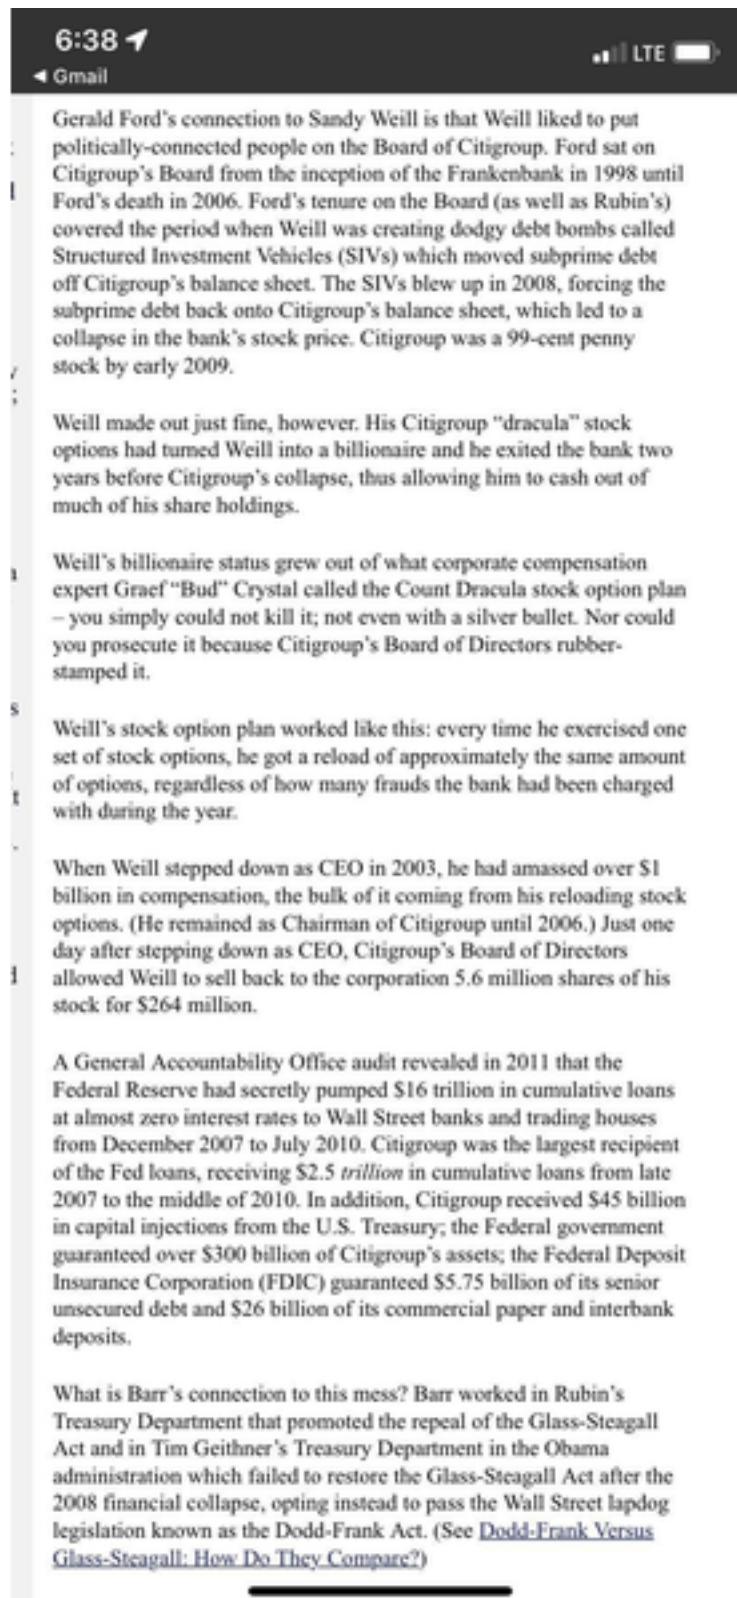 6:38
LTE
◄ Gmail
Gerald Ford's connection to Sandy Weill is that Weill liked to put
politically-connected people on the Board of Citigroup. Ford sat on
Citigroup's Board from the inception of the Frankenbank in 1998 until
Ford's death in 2006. Ford's tenure on the Board (as well as Rubin's)
covered the period when Weill was creating dodgy debt bombs called
Structured Investment Vehicles (SIVs) which moved subprime debt
off Citigroup's balance sheet. The SIVs blew up in 2008, forcing the
subprime debt back onto Citigroup's balance sheet, which led to a
collapse in the bank's stock price. Citigroup was a 99-cent penny
stock by early 2009.
Weill made out just fine, however. His Citigroup "dracula" stock
options had turned Weill into a billionaire and he exited the bank two
years before Citigroup's collapse, thus allowing him to cash out of
much of his share holdings.
Weill's billionaire status grew out of what corporate compensation
expert Graef "Bud" Crystal called the Count Dracula stock option plan
– you simply could not kill it; not even with a silver bullet. Nor could
you prosecute it because Citigroup's Board of Directors rubber-
stamped it.
Weill's stock option plan worked like this: every time he exercised one
set of stock options, he got a reload of approximately the same amount
of options, regardless of how many frauds the bank had been charged
with during the year.
When Weill stepped down as CEO in 2003, he had amassed over $1
billion in compensation, the bulk of it coming from his reloading stock
options. (He remained as Chairman of Citigroup until 2006.) Just one
day after stepping down as CEO, Citigroup's Board of Directors
allowed Weill to sell back to the corporation 5.6 million shares of his
stock for $264 million.
A General Accountability Office audit revealed in 2011 that the
Federal Reserve had secretly pumped $16 trillion in cumulative loans
at almost zero interest rates to Wall Street banks and trading houses
from December 2007 to July 2010. Citigroup was the largest recipient
of the Fed loans, receiving $2.5 trillion in cumulative loans from late
2007 to the middle of 2010. In addition, Citigroup received $45 billion
in capital injections from the U.S. Treasury; the Federal government
guaranteed over $300 billion of Citigroup's assets; the Federal Deposit
Insurance Corporation (FDIC) guaranteed $5.75 billion of its senior
unsecured debt and $26 billion of its commercial paper and interbank
deposits.
What is Barr's connection to this mess? Barr worked in Rubin's
Treasury Department that promoted the repeal of the Glass-Steagall
Act and in Tim Geithner's Treasury Department in the Obama
administration which failed to restore the Glass-Steagall Act after the
2008 financial collapse, opting instead to pass the Wall Street lapdog
legislation known as the Dodd-Frank Act. (See Dodd-Frank Versus
Glass-Steagall: How Do They Compare?)